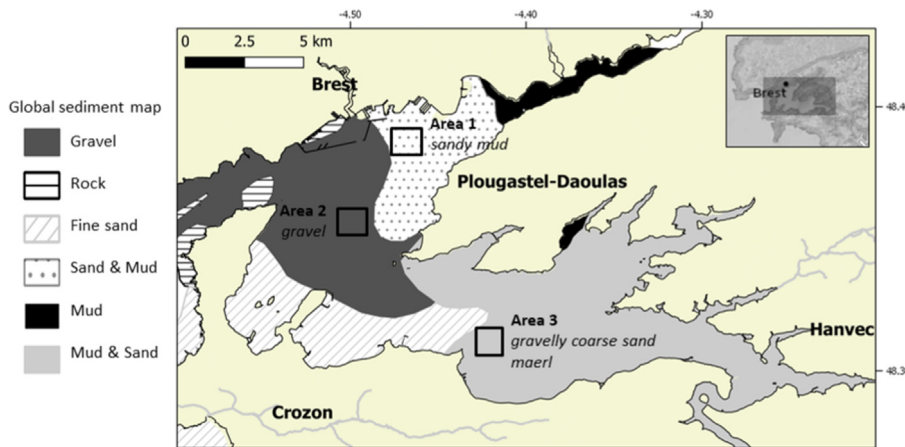 -4.50
-4.40
-4.30
0 2.5 5 km
Brest
Brest
Global sediment map
Gravel
Rock
Fine sand
Sand & Mud
Mud
Mud & Sand
Area 1
sandy mud
48.4
Plougastel-Daoulas
Area 2
gravel
Area 3
gravelly coarse sand
maerl
Hanvec
48.3
Crozon